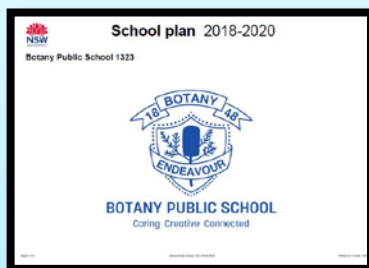 School plan 2018-2020
NSW
Botany Public School 1323
BOTANY
18 48
ENDEAVOUR
BOTANY PUBLIC SCHOOL
Caring Creative Connected